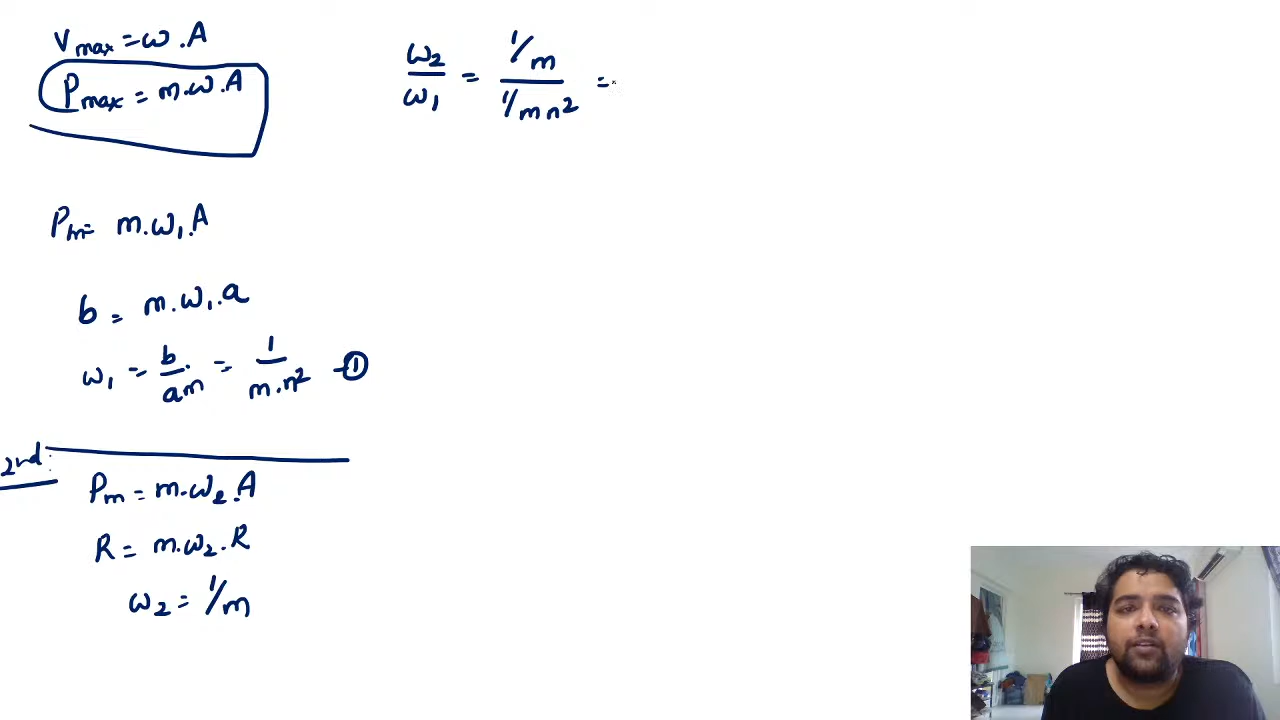 Vmax = ω.A
Pmax = m.ω.A
Pm= m.ω₁.A
b = m.ω₁.a
ω₁ = b/am = 1/m.n² -①
2nd:
Pm = m.ω₂.A
R = m.ω₂.R
ω₂ = 1/m
ω₂/ω₁ = (1/m)/(1/mn²) =